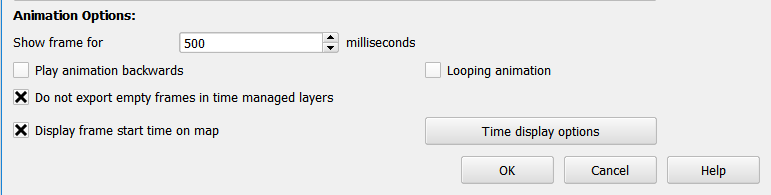 Animation Options:
Show frame for 500 milliseconds
Play animation backwards Looping animation
Do not export empty frames in time managed layers
Display frame start time on map Time display options
OK Cancel Help